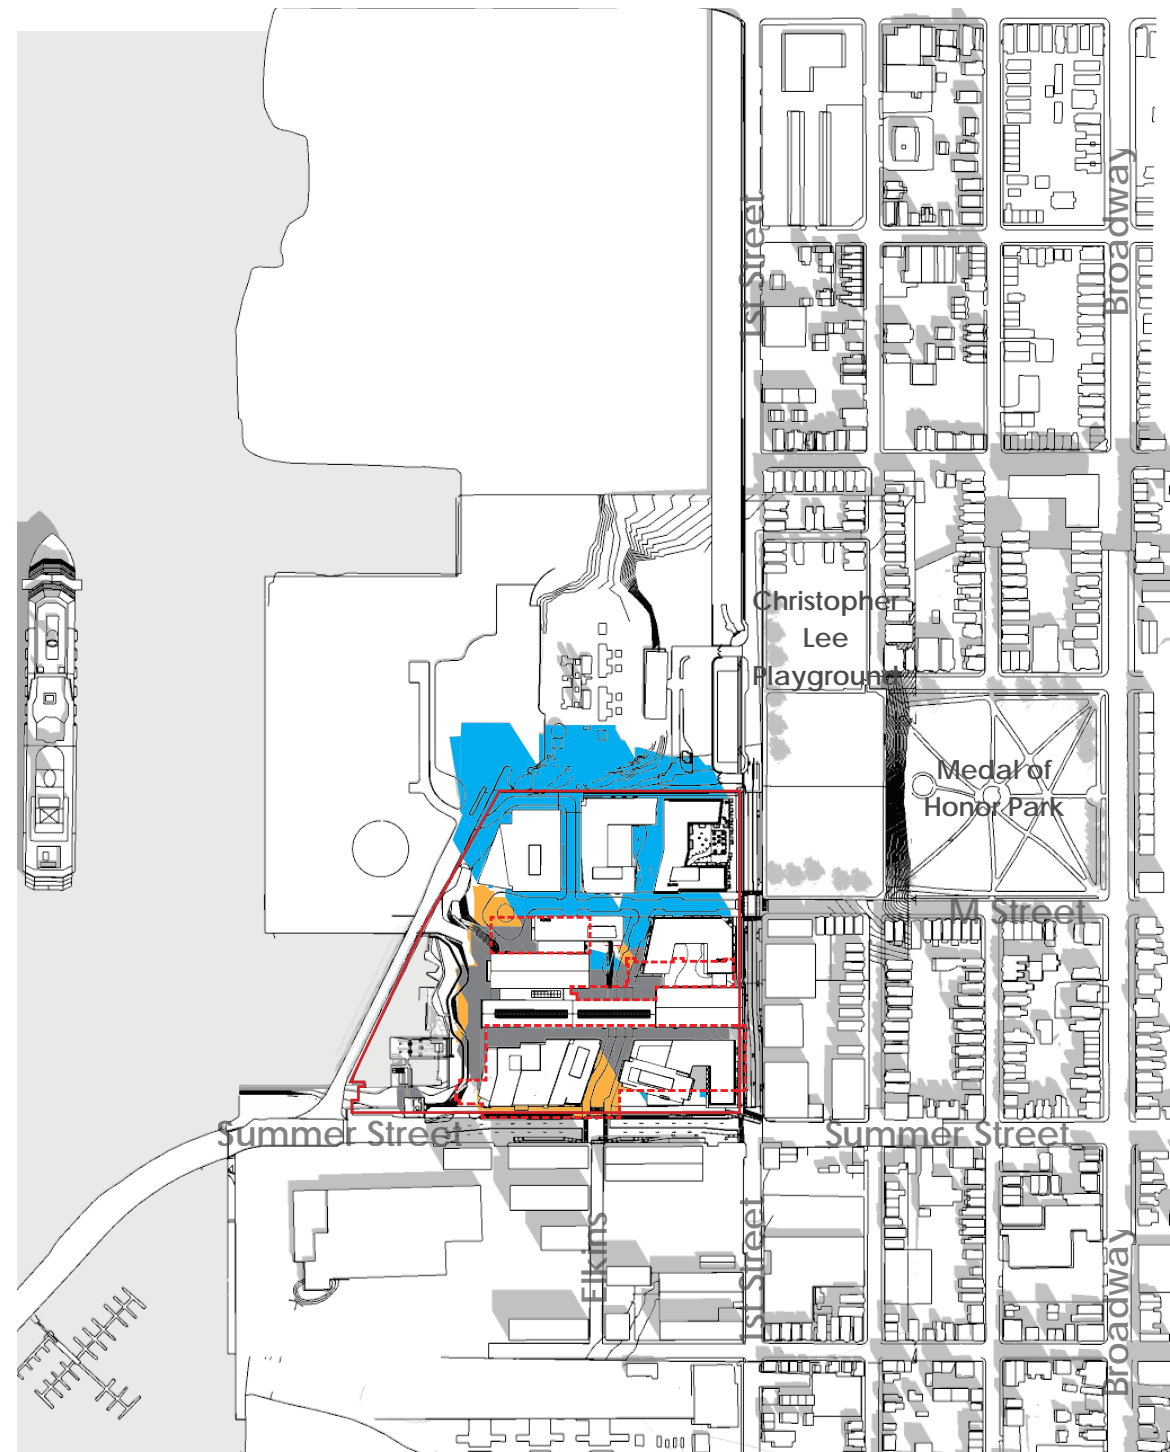 Broadway
1st Street
Christopher
Lee
Playground
Medal of
Honor Park
M Street
Summer Street
Summer Street
Elkins
1st Street
Broadway